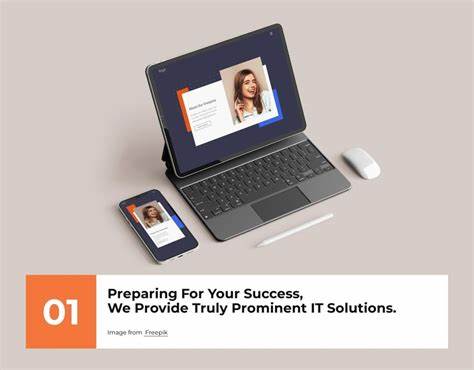 01
Preparing For Your Success,
We Provide Truly Prominent IT Solutions.
Image from Freepik